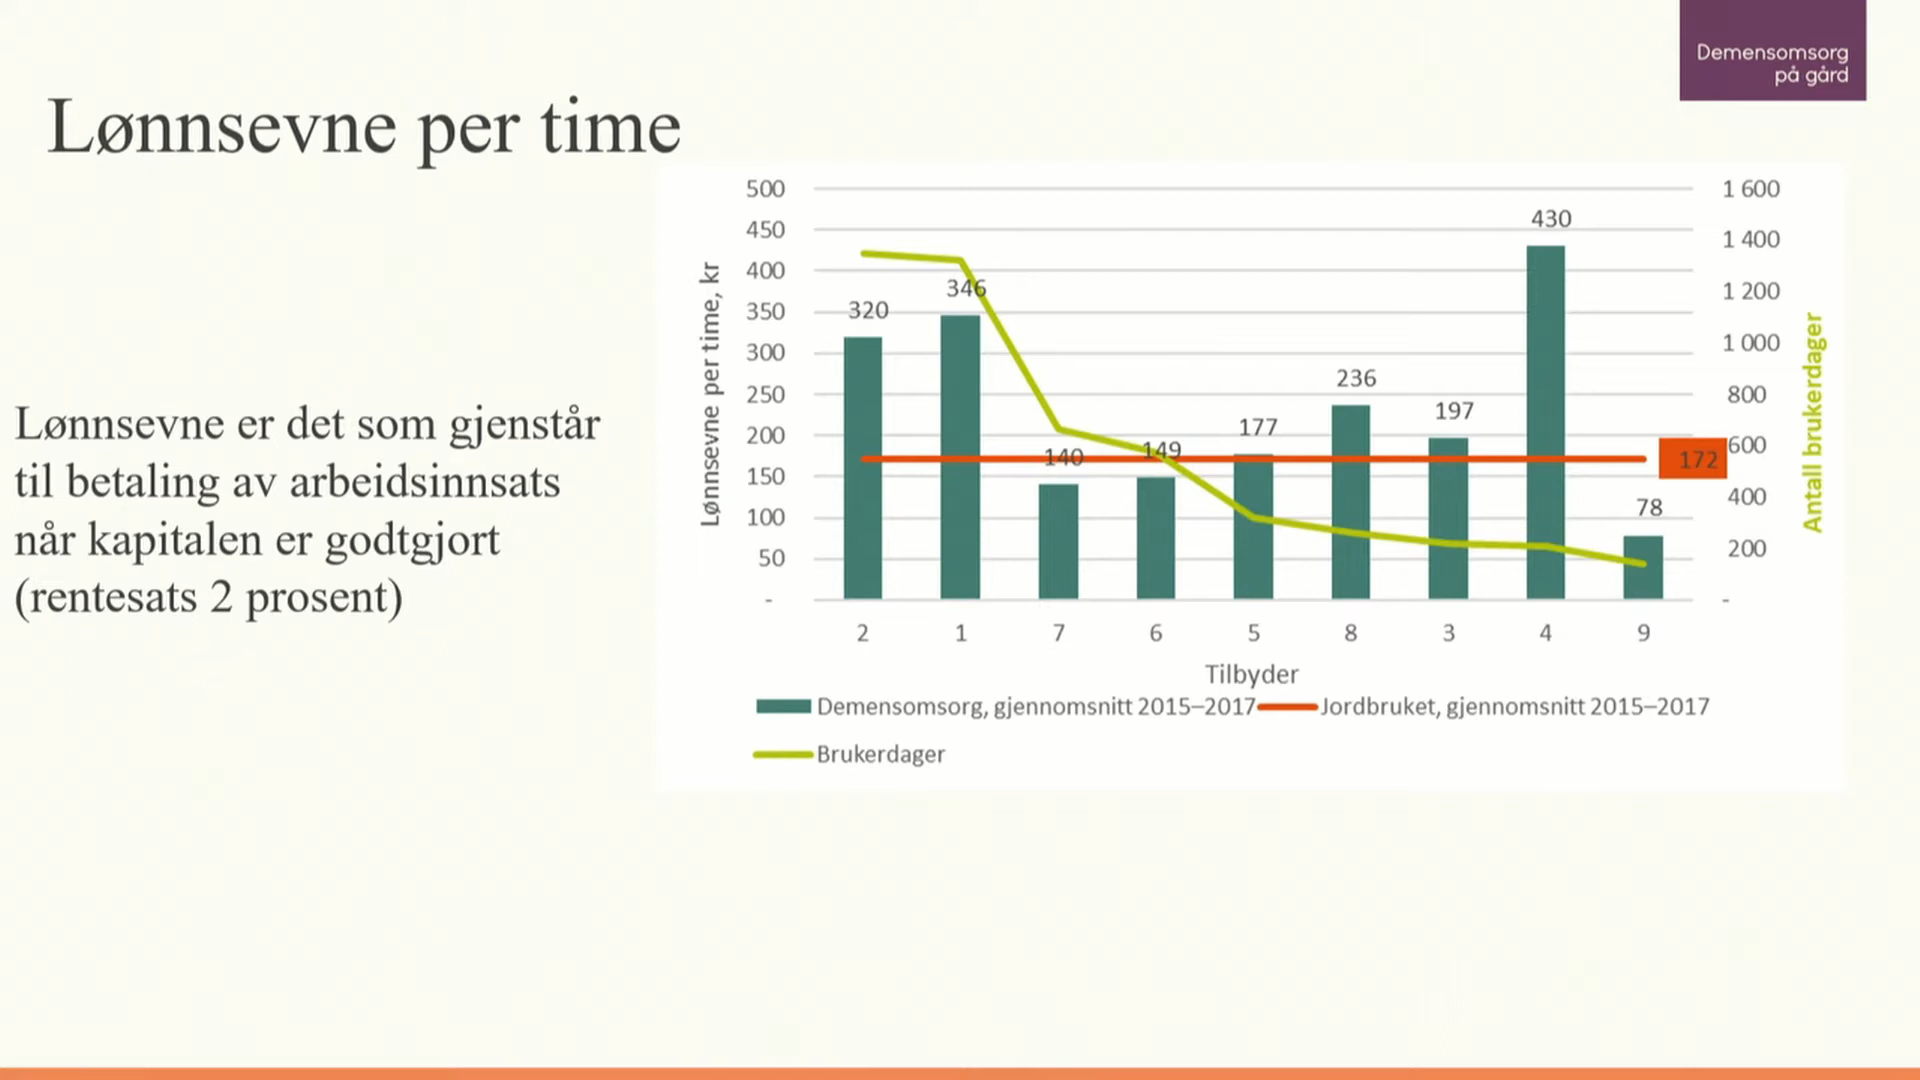 Demensomsorg
på gård
Lønnsevne per time
Lønnsevne er det som gjenstår
til betaling av arbeidsinnsats
når kapitalen er godtgjort
(rentesats 2 prosent)
Lønnsevne per time, kr
500
450
400
350
300
250
200
150
100
50
-
320
346
140
149
177
236
197
430
78
172
1 600
1 400
1 200
1 000
800
600
400
200
-
Antall brukerdager
2 1 7 6 5 8 3 4 9
Tilbyder
Demensomsorg, gjennomsnitt 2015–2017 Jordbruket, gjennomsnitt 2015–2017
Brukerdager